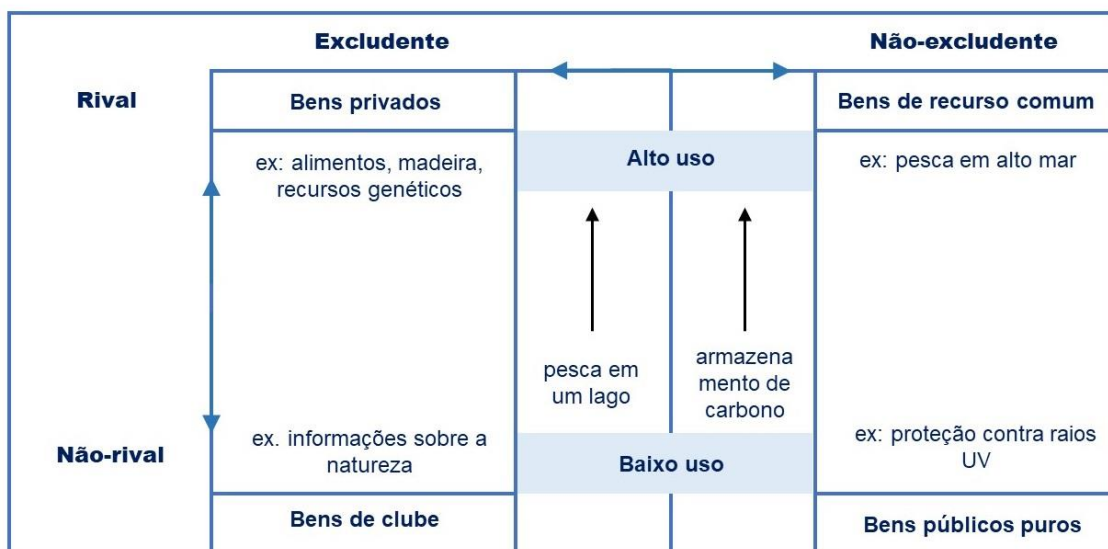 Excludente
Não-excludente
Rival
Bens privados
Bens de recurso comum
ex: alimentos, madeira,
recursos genéticos
Alto uso
ex: pesca em alto mar
pesca em
um lago
armazena
mento de
carbono
Não-rival
ex. informações sobre a
natureza
Baixo uso
ex: proteção contra raios
UV
Bens de clube
Bens públicos puros